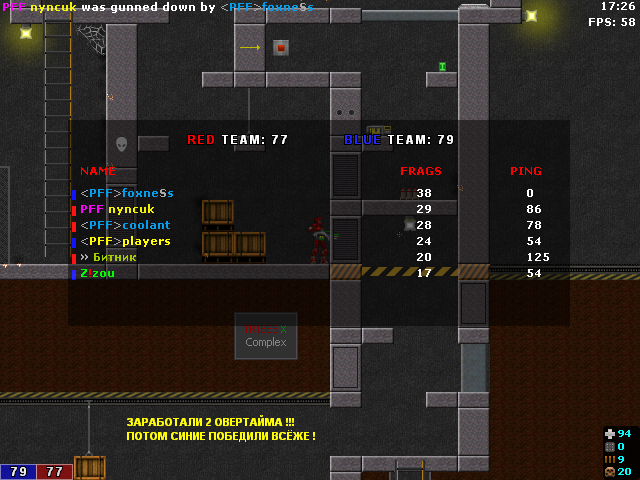 PFF nyncuk was gunned down by <RFF>foxneSs
17:26
FPS: 58
RED TEAM: 77 BLUE TEAM: 79
NAME FRAGS PING
<PFF>foxneSs 38 0
PFF nyncuk 29 86
<PFF>coolant 28 78
<PFF>players 24 54
» Битник 20 125
Z!zou 17 54
Complex
ЗАРАБОТАЛИ 2 ОВЕРТАЙМА !!!
ПОТОМ СИНИЕ ПОБЕДИЛИ ВСЁЖЕ !
94
0
9
79 77 20